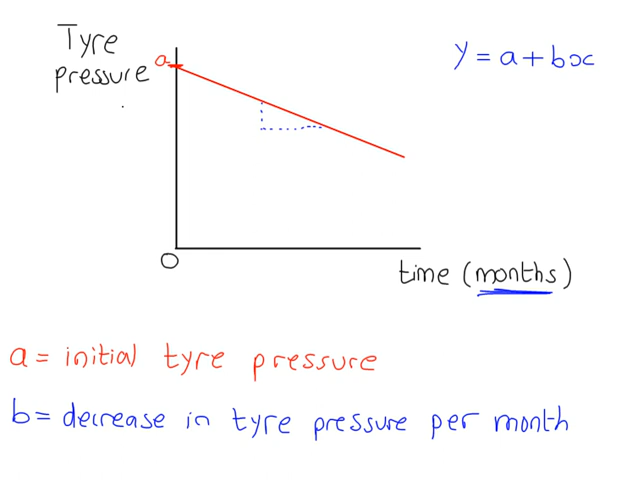 Tyre
pressure
a
y = a + bx
0
time (months)
a = initial tyre pressure
b = decrease in tyre pressure per month